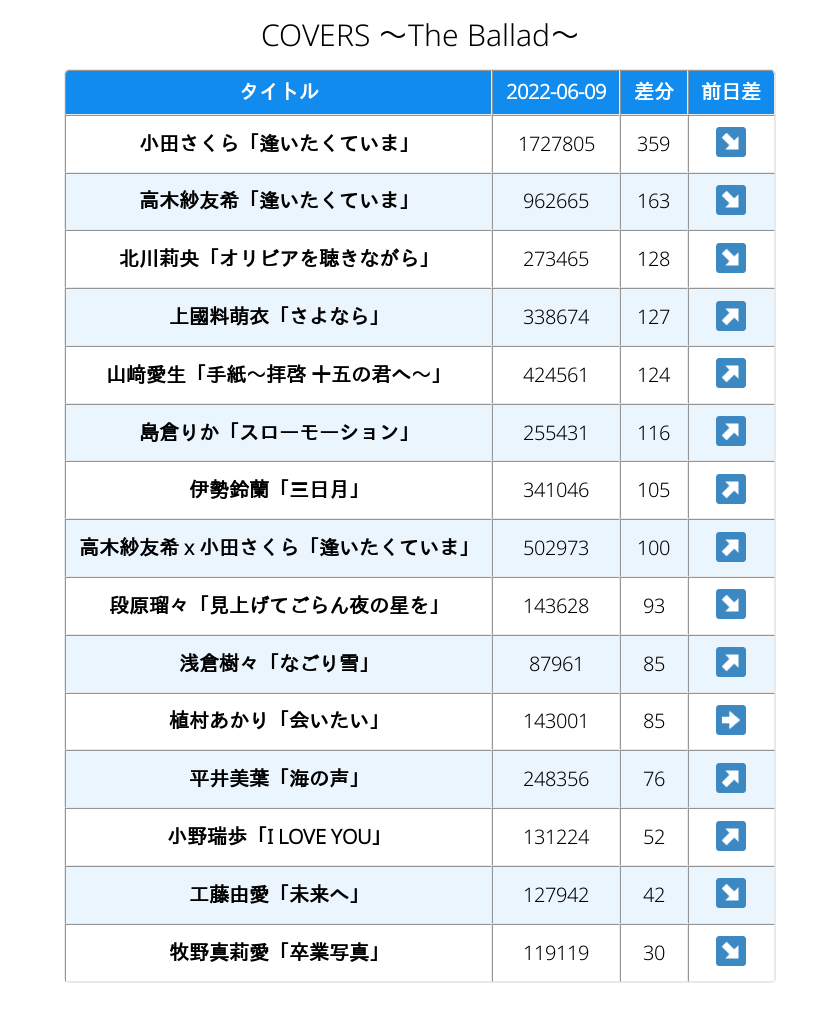 COVERS ～The Ballad～
タイトル 2022-06-09 差分 前日差
小田さくら「逢いたくていま」 1727805 359 ↘
高木紗友希「逢いたくていま」 962665 163 ↘
北川莉央「オリビアを聴きながら」 273465 128 ↘
上國料萌衣「さよなら」 338674 127 ↗
山﨑愛生「手紙～拝啓 十五の君へ～」 424561 124 ↗
島倉りか「スローモーション」 255431 116 ↗
伊勢鈴蘭「三日月」 341046 105 ↗
高木紗友希 x 小田さくら「逢いたくていま」 502973 100 ↗
段原瑠々「見上げてごらん夜の星を」 143628 93 ↘
浅倉樹々「なごり雪」 87961 85 ↗
植村あかり「会いたい」 143001 85 ➡
平井美葉「海の声」 248356 76 ↗
小野瑞歩「I LOVE YOU」 131224 52 ↗
工藤由愛「未来へ」 127942 42 ↘
牧野真莉愛「卒業写真」 119119 30 ↘